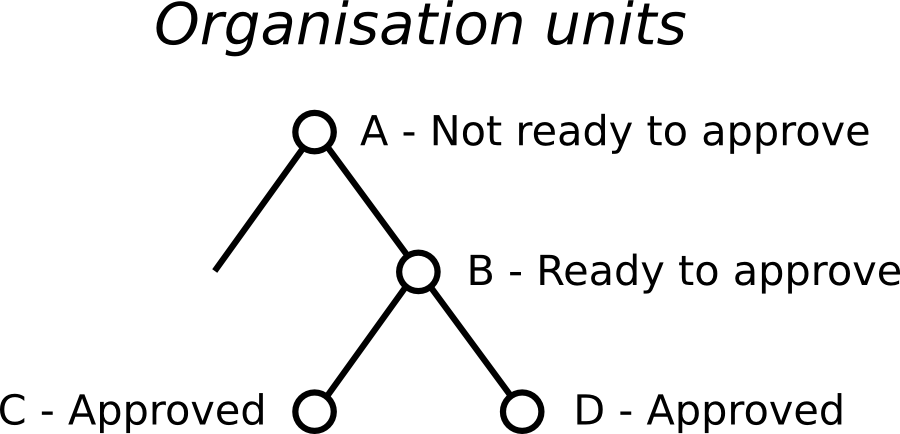 Organisation units
A - Not ready to approve
B - Ready to approve
C - Approved
D - Approved